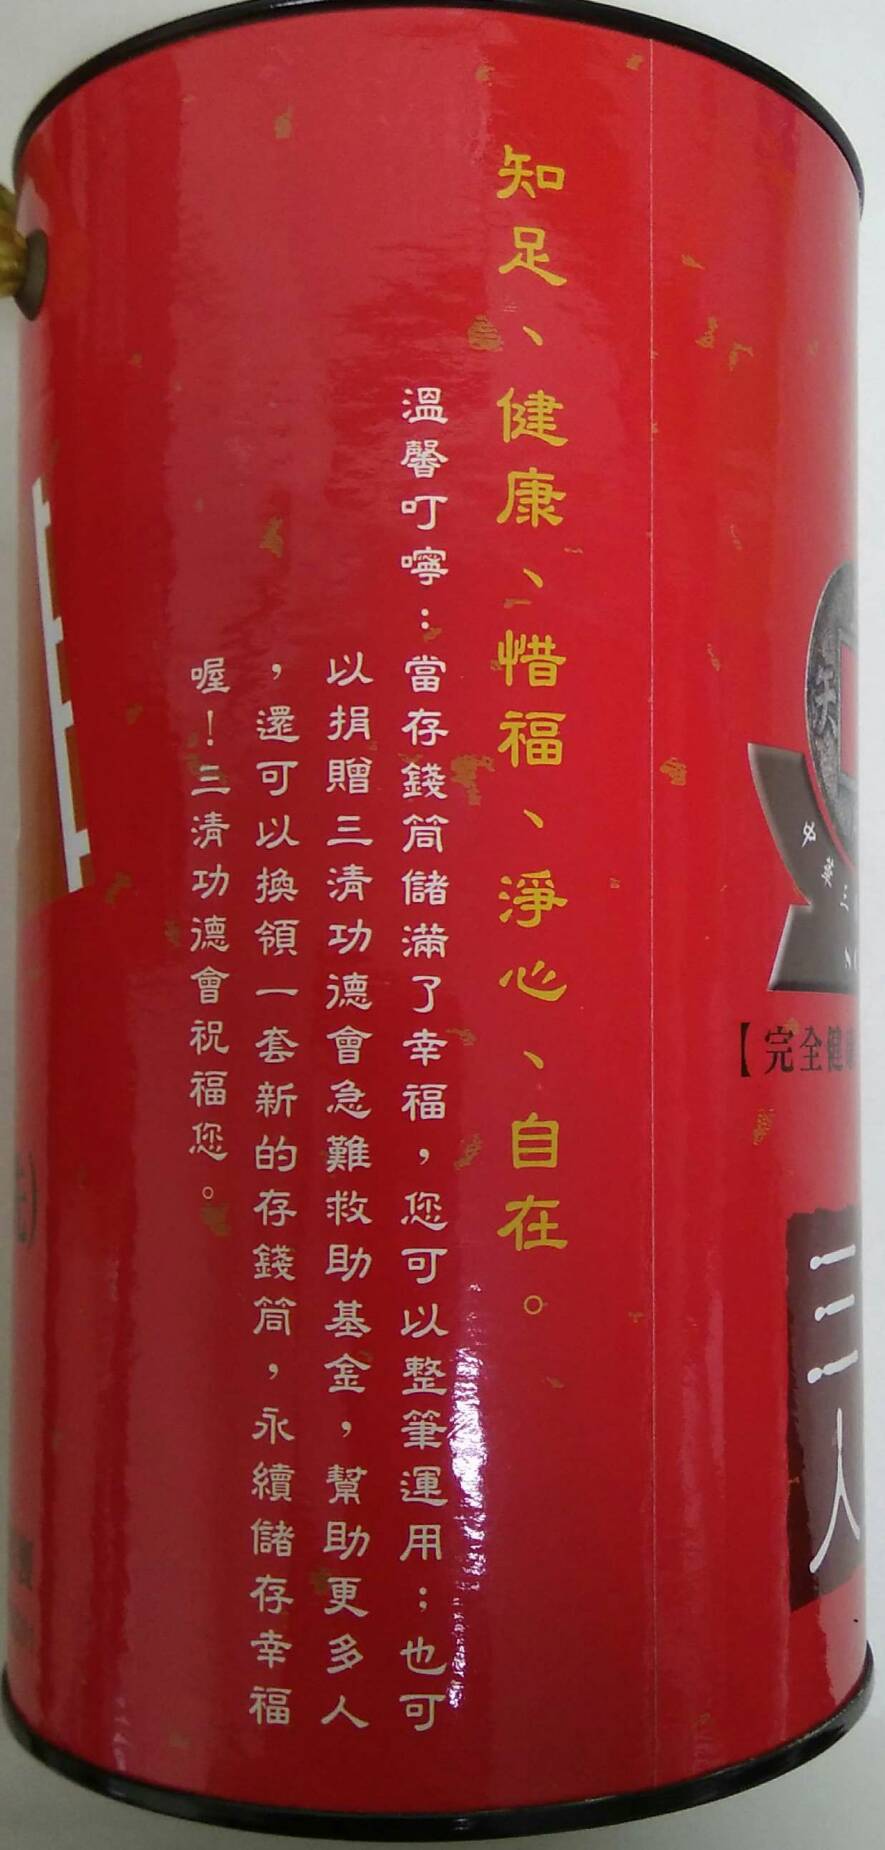 知足、健康、惜福、淨心、自在。
溫馨叮嚀：當存錢筒儲滿了幸福，您可以整筆運用；也可
以捐贈三清功德會急難救助基金，幫助更多人
，還可以換領一套新的存錢筒，永續儲存幸福
喔！三清功德會祝福您。
中華三
【完全健
三人